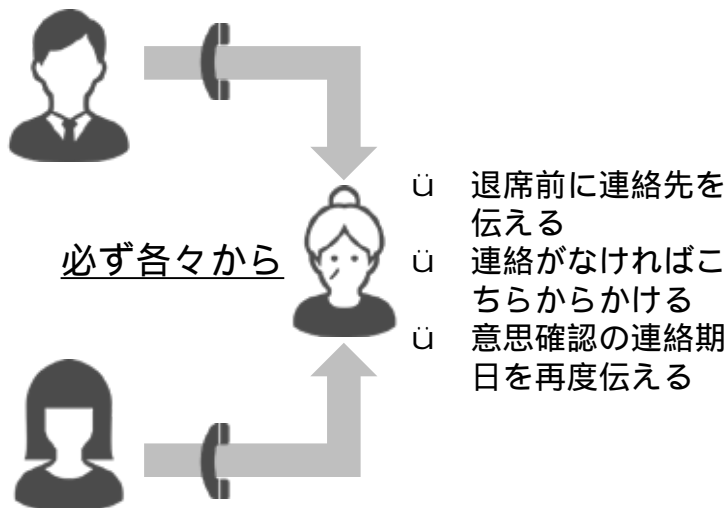 必ず各々から
ü 退席前に連絡先を
伝える
ü 連絡がなければこ
ちらからかける
ü 意思確認の連絡期
日を再度伝える